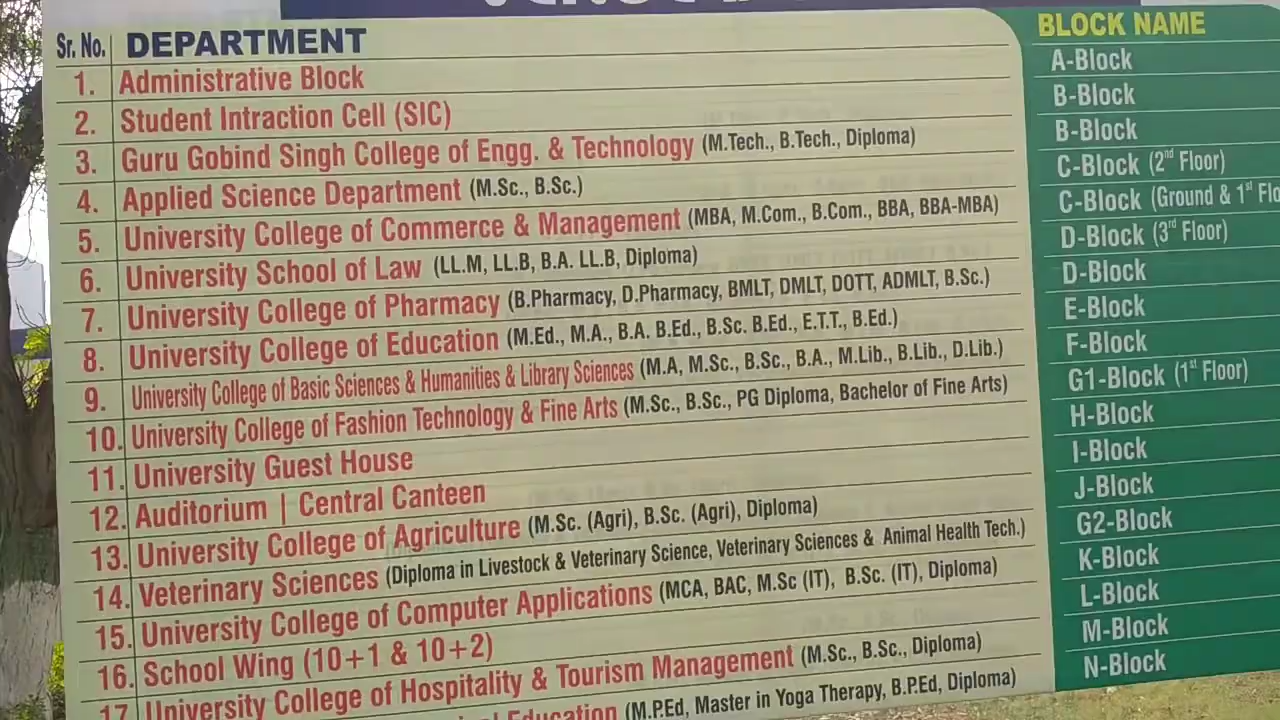 Sr. No. DEPARTMENT BLOCK NAME
1. Administrative Block A-Block
2. Student Intraction Cell (SIC) B-Block
3. Guru Gobind Singh College of Engg. & Technology (M.Tech., B.Tech., Diploma) B-Block
4. Applied Science Department (M.Sc., B.Sc.) C-Block (2nd Floor)
5. University College of Commerce & Management (MBA, M.Com., B.Com., BBA, BBA-MBA) C-Block (Ground & 1st Flo
6. University School of Law (LL.M, LL.B, B.A. LL.B, Diploma) D-Block (3rd Floor)
7. University College of Pharmacy (B.Pharmacy, D.Pharmacy, BMLT, DMLT, DOTT, ADMLT, B.Sc.) D-Block
8. University College of Education (M.Ed., M.A., B.A. B.Ed., B.Sc. B.Ed., E.T.T., B.Ed.) E-Block
9. University College of Basic Sciences & Humanities & Library Sciences (M.A, M.Sc., B.Sc., B.A., M.Lib., B.Lib., D.Lib.) F-Block
10. University College of Fashion Technology & Fine Arts (M.Sc., B.Sc., PG Diploma, Bachelor of Fine Arts) G1-Block (1st Floor)
11. University Guest House H-Block
12. Auditorium | Central Canteen I-Block
13. University College of Agriculture (M.Sc. (Agri), B.Sc. (Agri), Diploma) J-Block
14. Veterinary Sciences (Diploma in Livestock & Veterinary Science, Veterinary Sciences & Animal Health Tech.) G2-Block
15. University College of Computer Applications (MCA, BAC, M.Sc (IT), B.Sc. (IT), Diploma) K-Block
16. School Wing (10+1 & 10+2) L-Block
17. University College of Hospitality & Tourism Management (M.Sc., B.Sc., Diploma) M-Block
Education (M.P.Ed, Master in Yoga Therapy, B.P.Ed, Diploma) N-Block